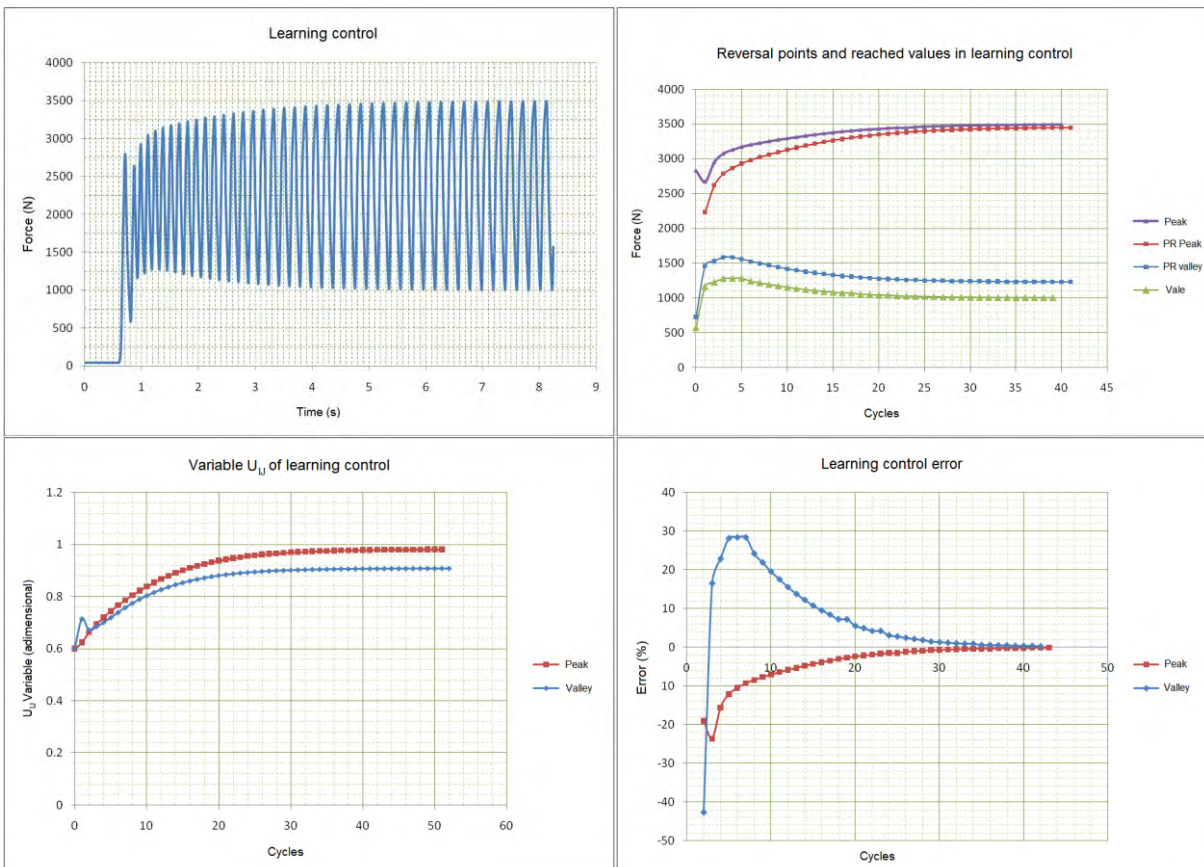 Learning control
Force (N)
4000
3500
3000
2500
2000
1500
1000
500
0
0 1 2 3 4 5 6 7 8 9
Time (s)
Reversal points and reached values in learning control
Force (N)
4000
3500
3000
2500
2000
1500
1000
500
0
0 5 10 15 20 25 30 35 40 45
Cycles
Peak
PR Peak
PR valley
Vale
Variable UIJ of learning control
UIJ Variable (adimensional)
1.2
1
0.8
0.6
0.4
0.2
0
0 10 20 30 40 50 60
Cycles
Peak
Valley
Learning control error
Error (%)
40
30
20
10
0
10
-20
-30
-40
-50
0 10 20 30 40 50
Cycles
Peak
Valley